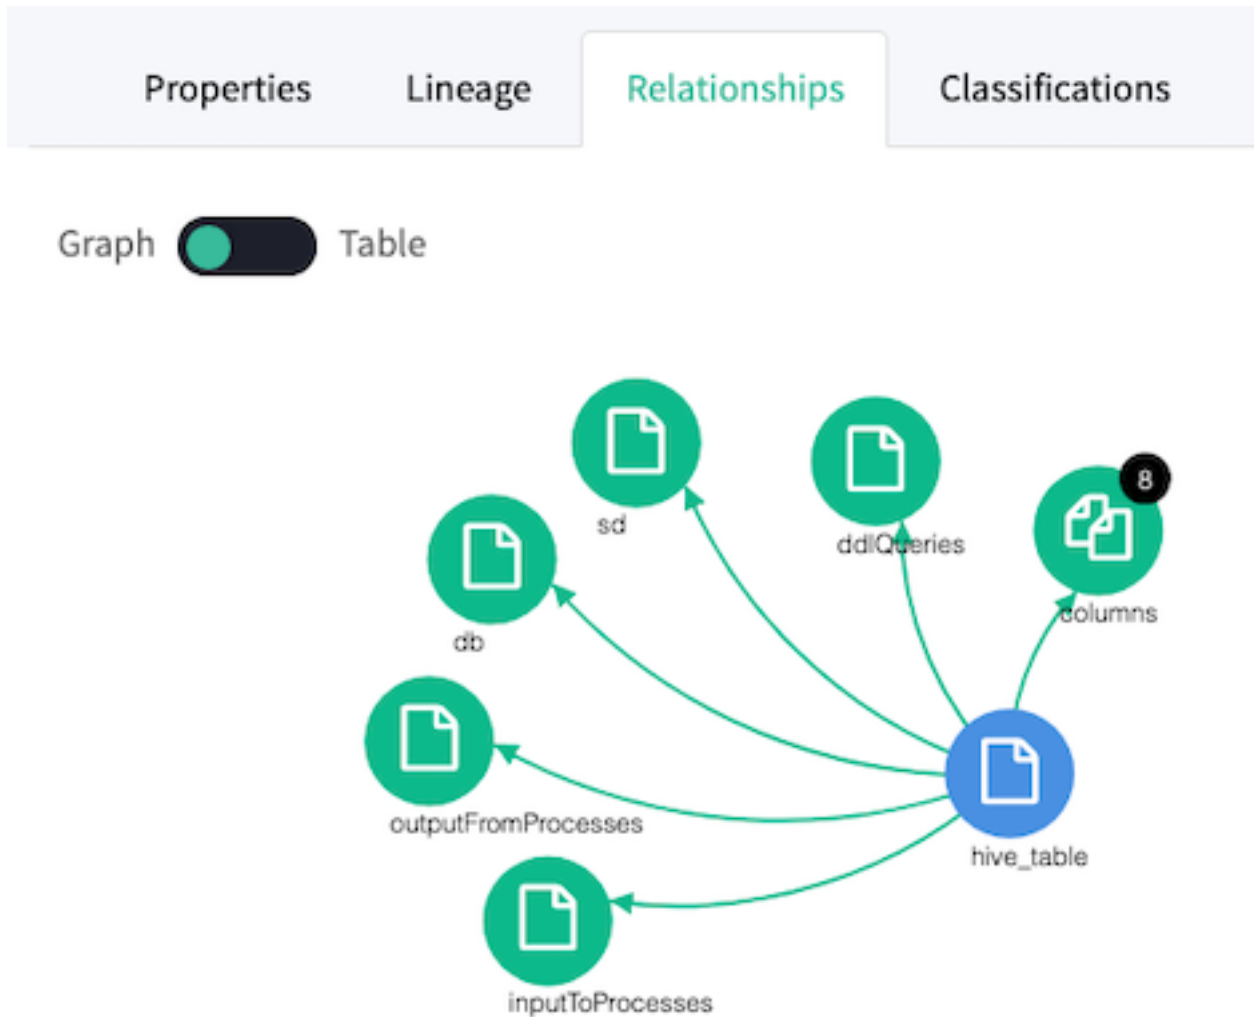 Properties Lineage Relationships Classifications
Graph Table
8
sd
ddlQueries
columns
db
outputFromProcesses
hive_table
inputToProcesses